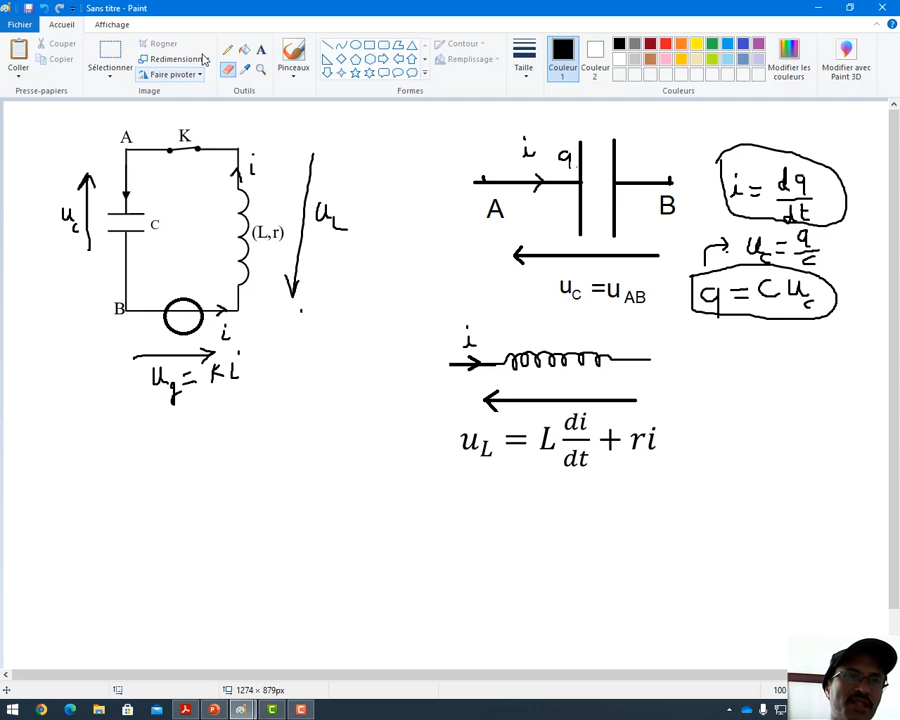 Sans titre - Paint
Fichier
Accueil
Affichage
Coller
Couper
Copier
Presse-papiers
Sélectionner
Rogner
Redimensionn
Faire pivoter
Image
A
Outils
Pinceaux
Formes
Contour
Remplissage
Taille
Couleur 1
Couleur 2
Couleurs
Modifier les couleurs
Modifier avec Paint 3D
A
K
i
u_c
C
(L,r)
u_L
B
i
u_g = K i
i
q
A
B
u_C = u_AB
i = dq/dt
u_c = q/c
q = C u_c
i
u_L = L di/dt + ri
1274 × 879px
100